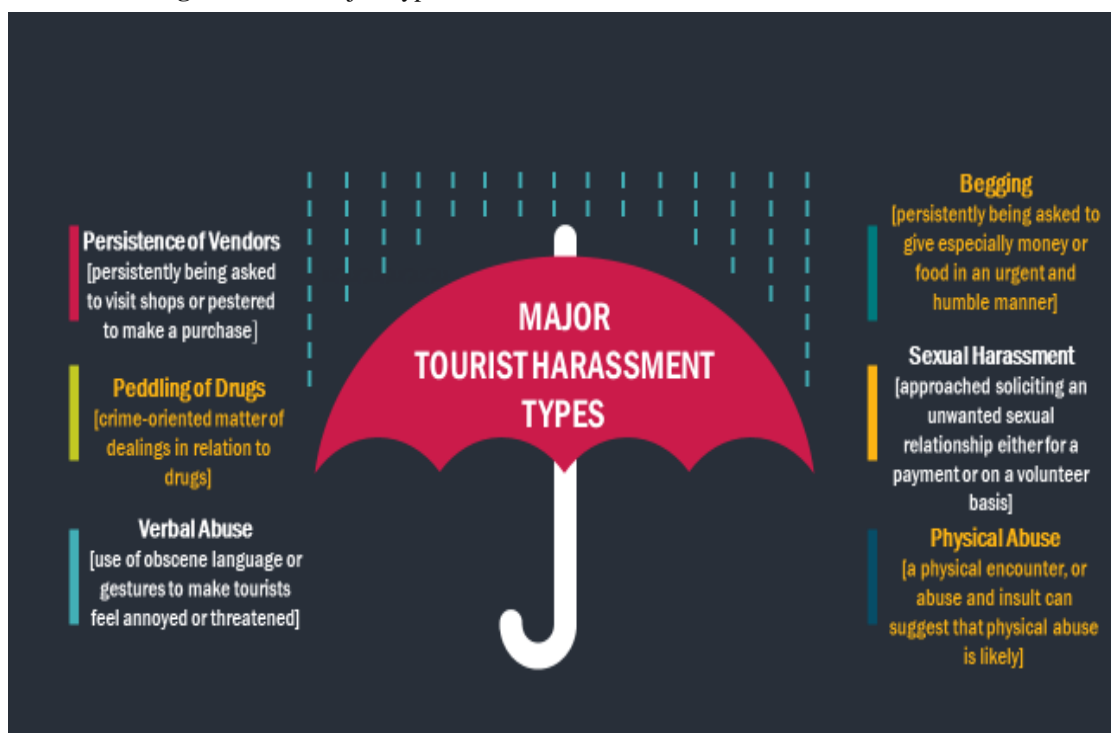 Persistence of Vendors
[persistently being asked
to visit shops or pestered
to make a purchase]
Peddling of Drugs
[crime-oriented matter of
dealings in relation to
drugs]
Verbal Abuse
[use of obscene language or
gestures to make tourists
feel annoyed or threatened]
MAJOR
TOURIST HARASSMENT
TYPES
Begging
[persistently being asked to
give especially money or
food in an urgent and
humble manner]
Sexual Harassment
[approached soliciting an
unwanted sexual
relationship either for a
payment or on a volunteer
basis]
Physical Abuse
[a physical encounter, or
abuse and insult can
suggest that physical abuse
is likely]